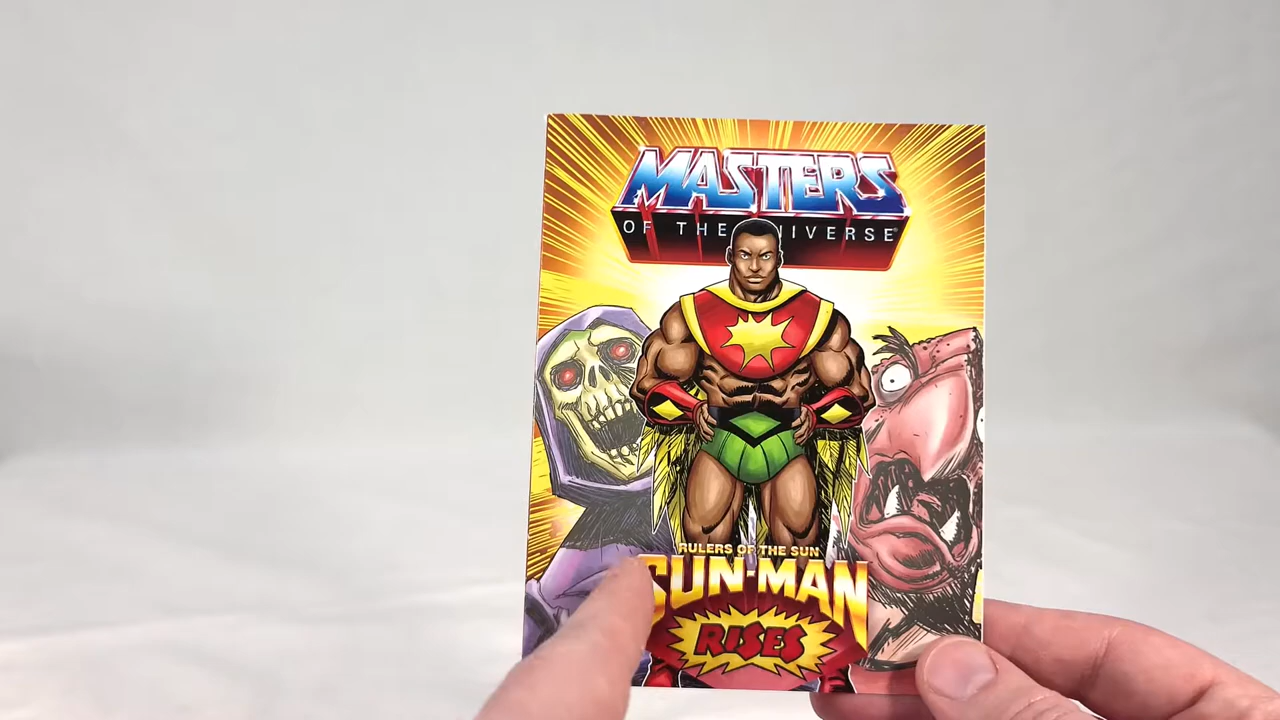 MASTERS
OF THE UNIVERSE®
RULERS OF THE SUN
SUN-MAN
RISES